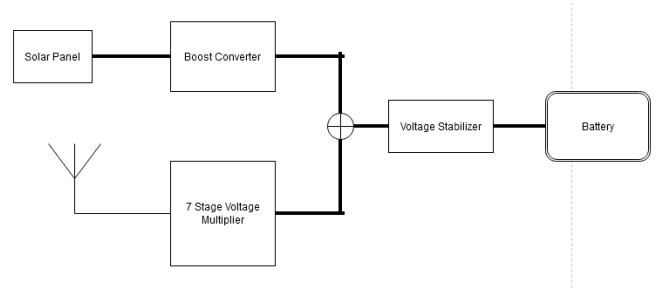 Solar Panel
Boost Converter
Voltage Stabilizer
Battery
7 Stage Voltage
Multiplier